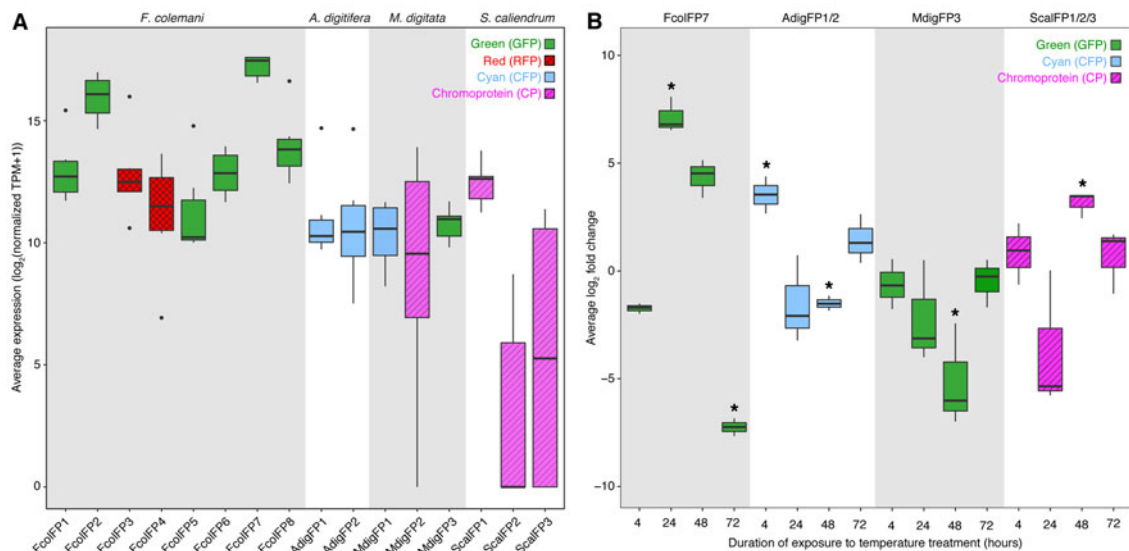 A
F. colemani
A. digitifera
M. digitata
S. caliendrum
Green (GFP)
Red (RFP)
Cyan (CFP)
Chromoprotein (CP)
Average expression (log2(normalized TPM+1))
15
10
5
0
FcolFP1
FcolFP2
FcolFP3
FcolFP4
FcolFP5
FcolFP6
FcolFP7
FcolFP8
AdigFP1
AdigFP2
MdigFP1
MdigFP2
MdigFP3
ScalFP1
ScalFP2
ScalFP3
B
FcolFP7
AdigFP1/2
MdigFP3
ScalFP1/2/3
Green (GFP)
Cyan (CFP)
Chromoprotein (CP)
Average log2 fold change
10
5
0
−5
−10
* * * * * *
4 24 48 72 4 24 48 72 4 24 48 72 4 24 48 72
Duration of exposure to temperature treatment (hours)